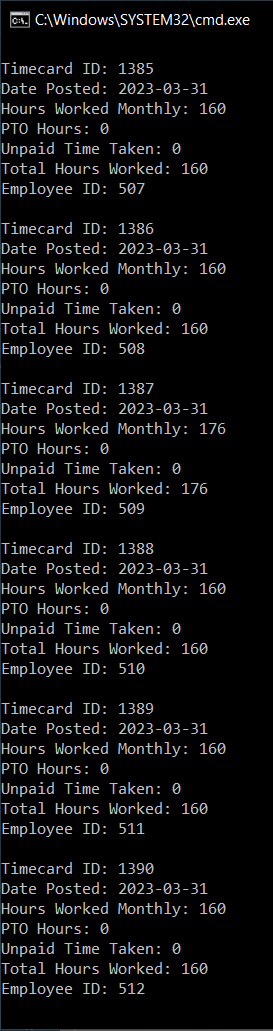 C:\Windows\SYSTEM32\cmd.exe
Timecard ID: 1385
Date Posted: 2023-03-31
Hours Worked Monthly: 160
PTO Hours: 0
Unpaid Time Taken: 0
Total Hours Worked: 160
Employee ID: 507
Timecard ID: 1386
Date Posted: 2023-03-31
Hours Worked Monthly: 160
PTO Hours: 0
Unpaid Time Taken: 0
Total Hours Worked: 160
Employee ID: 508
Timecard ID: 1387
Date Posted: 2023-03-31
Hours Worked Monthly: 176
PTO Hours: 0
Unpaid Time Taken: 0
Total Hours Worked: 176
Employee ID: 509
Timecard ID: 1388
Date Posted: 2023-03-31
Hours Worked Monthly: 160
PTO Hours: 0
Unpaid Time Taken: 0
Total Hours Worked: 160
Employee ID: 510
Timecard ID: 1389
Date Posted: 2023-03-31
Hours Worked Monthly: 160
PTO Hours: 0
Unpaid Time Taken: 0
Total Hours Worked: 160
Employee ID: 511
Timecard ID: 1390
Date Posted: 2023-03-31
Hours Worked Monthly: 160
PTO Hours: 0
Unpaid Time Taken: 0
Total Hours Worked: 160
Employee ID: 512